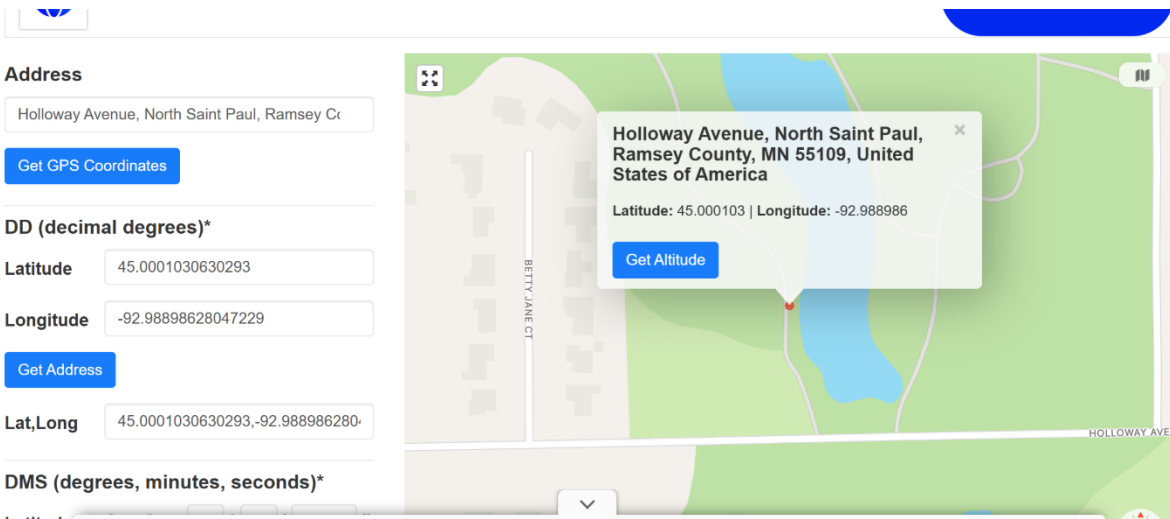 Address
Holloway Avenue, North Saint Paul, Ramsey Co
Get GPS Coordinates
DD (decimal degrees)*
Latitude
45.0001030630293
Longitude
-92.98898628047229
Get Address
Lat,Long
45.0001030630293,-92.988986280
DMS (degrees, minutes, seconds)*
Holloway Avenue, North Saint Paul,
Ramsey County, MN 55109, United
States of America
Latitude: 45.000103 | Longitude: -92.988986
Get Altitude
×
BETTY JANE CT
HOLLOWAY AVE